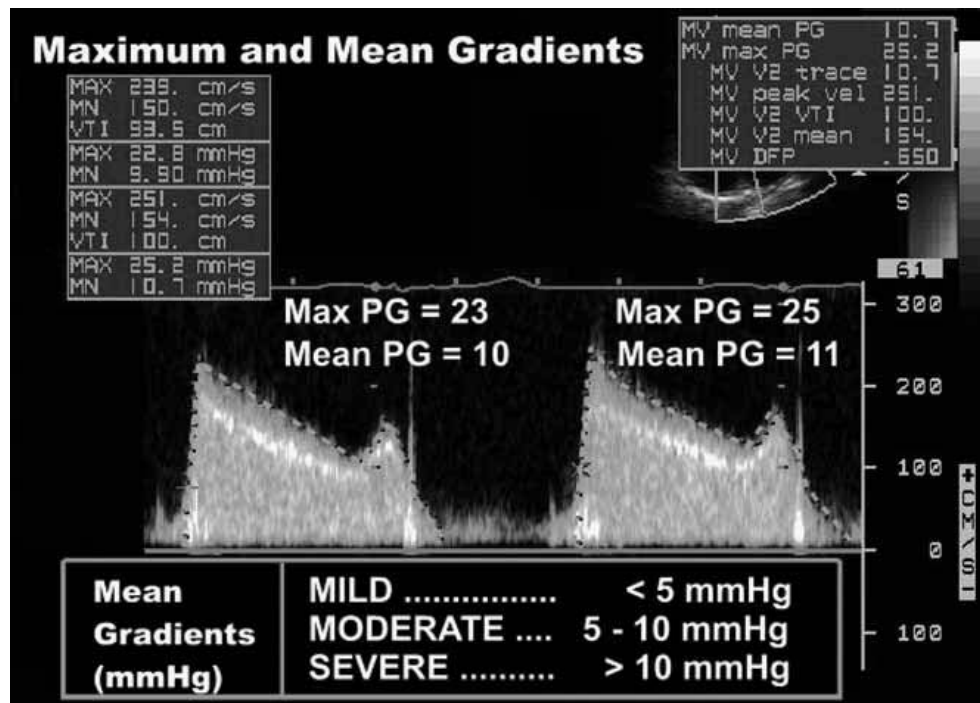 Maximum and Mean Gradients
MV mean PG 10.7
MV max PG 25.2
MV V2 trace 10.7
MV peak vel 251.
MV V2 VTI 100.
MV V2 mean 154.
MV DFP .650
MAX 239. cm/s
MN 150. cm/s
VTI 93.5 cm
MAX 22.8 mmHg
MN 9.90 mmHg
MAX 251. cm/s
MN 154. cm/s
VTI 100. cm
MAX 25.2 mmHg
MN 10.7 mmHg
S
61
Max PG = 23
Mean PG = 10
Max PG = 25
Mean PG = 11
300
200
100
0
100
CM/S
Mean
Gradients
(mmHg)
MILD ................ < 5 mmHg
MODERATE .... 5 - 10 mmHg
SEVERE .......... > 10 mmHg